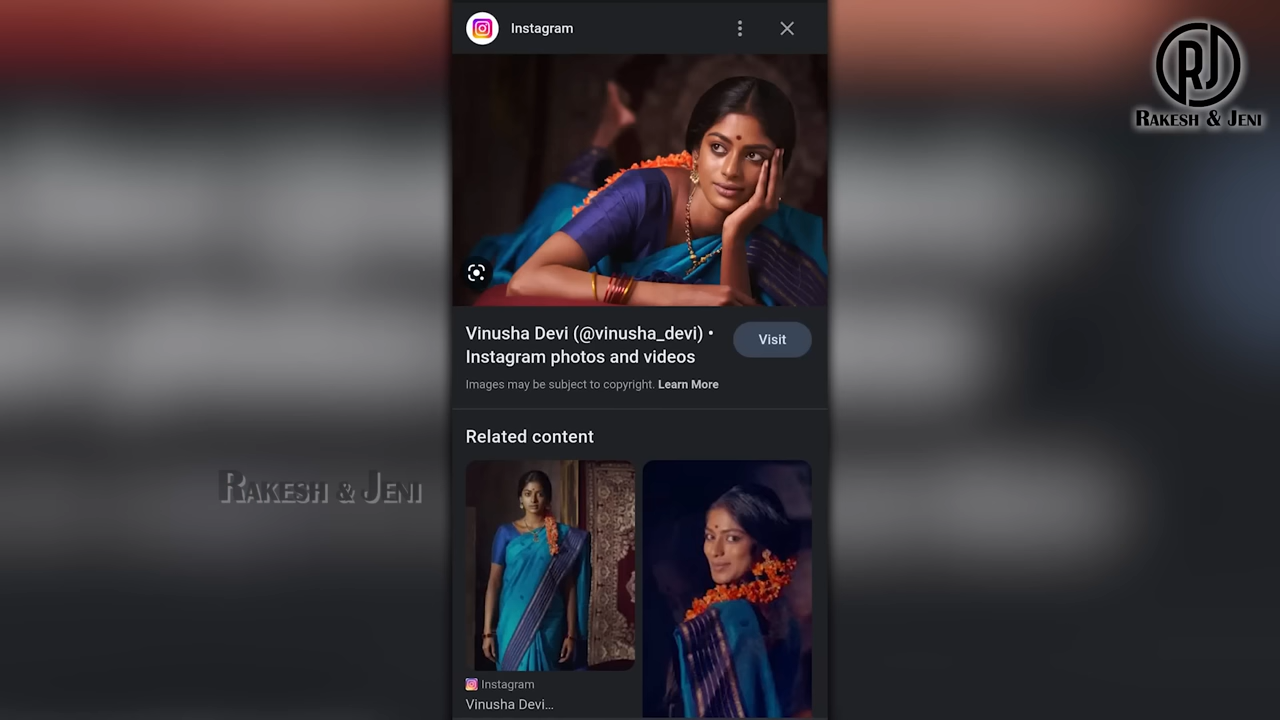 Instagram
RJ
RAKESH & JENI
Vinusha Devi (@vinusha_devi) •
Instagram photos and videos
Visit
Images may be subject to copyright. Learn More
Related content
RAKESH & JENI
Instagram
Vinusha Devi...